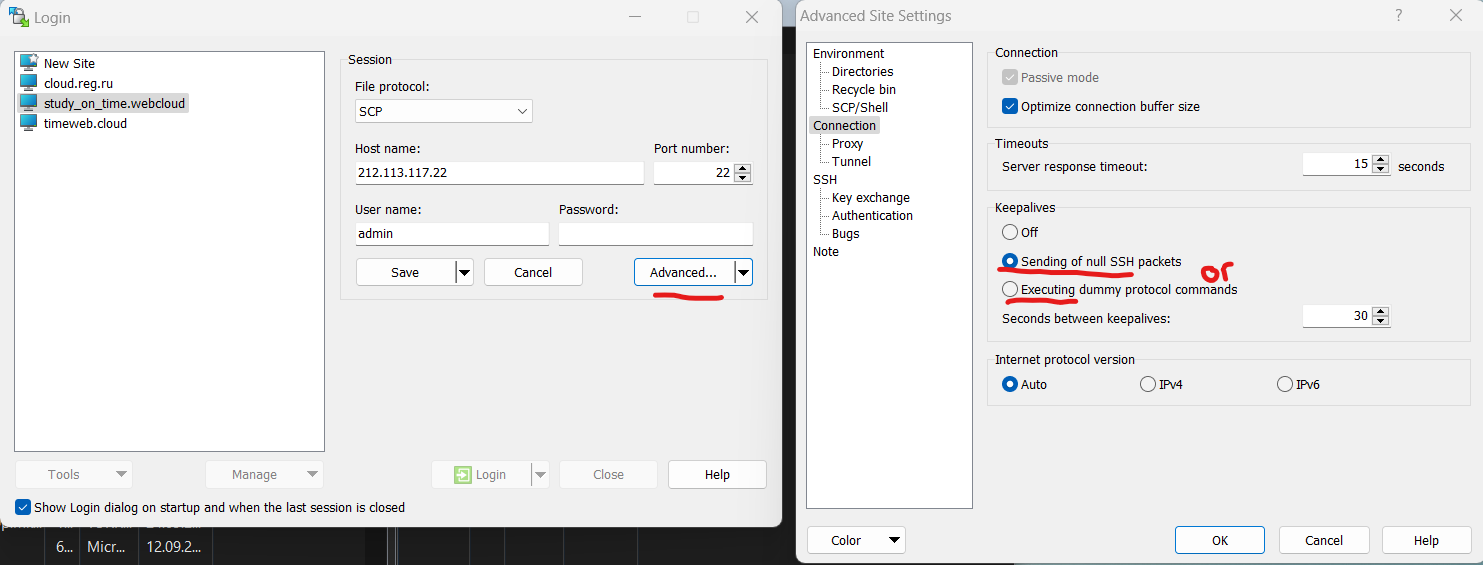 Login
New Site
cloud.reg.ru
study_on_time.webcloud
timeweb.cloud
Session
File protocol:
SCP
Host name:
Port number:
212.113.117.22
22
User name:
Password:
admin
Save
Cancel
Advanced...
Tools
Manage
Login
Close
Help
Show Login dialog on startup and when the last session is closed
6...
Micr...
12.09.2...
Advanced Site Settings
?
Environment
Directories
Recycle bin
SCP/Shell
Connection
Proxy
Tunnel
SSH
Key exchange
Authentication
Bugs
Note
Connection
Passive mode
Optimize connection buffer size
Timeouts
Server response timeout:
15
seconds
Keepalives
Off
Sending of null SSH packets
or
Executing dummy protocol commands
Seconds between keepalives:
30
Internet protocol version
Auto
IPv4
IPv6
Color
OK
Cancel
Help